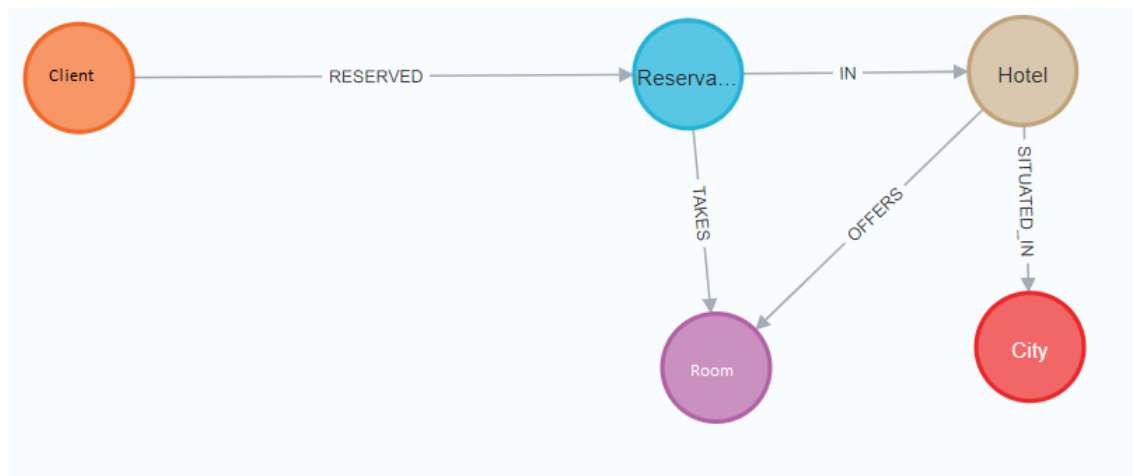 Client
RESERVED
Reserva...
IN
Hotel
TAKES
OFFERS
SITUATED_IN
Room
City